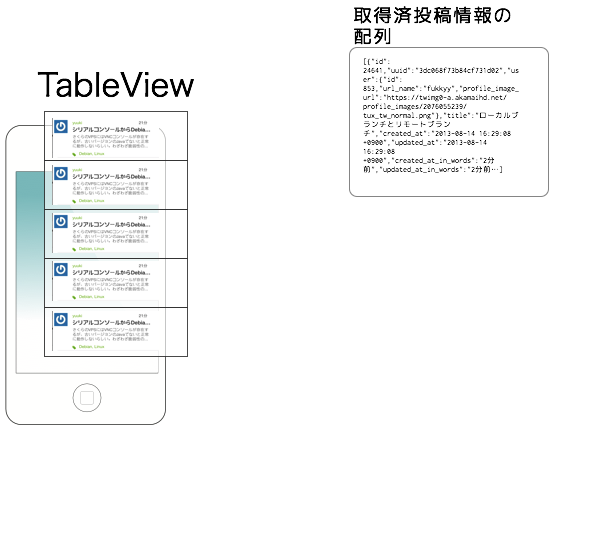 取得済投稿情報の
配列
[{"id":
24641,"uuid":"3dc068f73b84cf731d02","us
er":{"id":
853,"url_name":"fukkyy","profile_image_
url":"https://twimg0-a.akamaihd.net/
profile_images/2076055239/
tux_tw_normal.png"},"title":"ローカルブ
ランチとリモートブラン
チ","created_at":"2013-08-14 16:29:08
+0900","updated_at":"2013-08-14
16:29:08
+0900","created_at_in_words":"2分
前","updated_at_in_words":"2分前…]
TableView
シリアルコンソールからDebia...
Debian, Linux
シリアルコンソールからDebia...
Debian, Linux
シリアルコンソールからDebia...
Debian, Linux
シリアルコンソールからDebia...
Debian, Linux
シリアルコンソールからDebia...
Debian, Linux